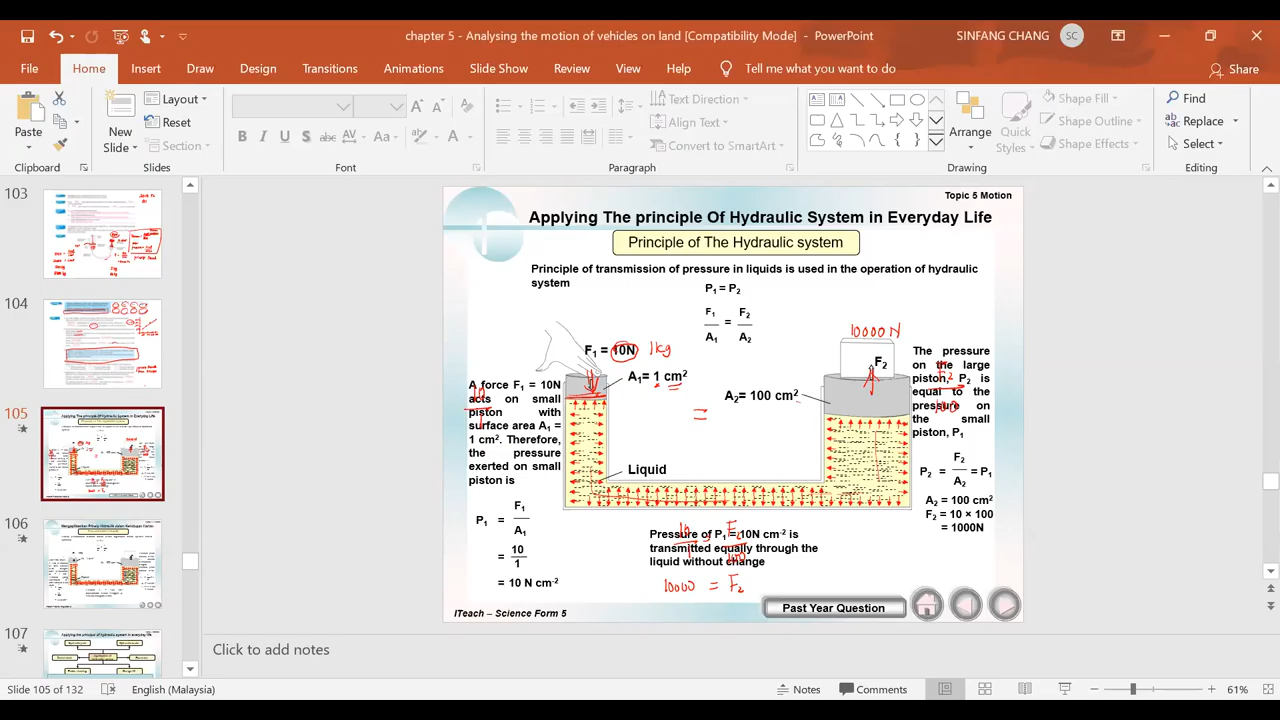 chapter 5 - Analysing the motion of vehicles on land [Compatibility Mode] - PowerPoint
SINFANG CHANG
SC
File
Home
Insert
Draw
Design
Transitions
Animations
Slide Show
Review
View
Help
Tell me what you want to do
Share
Paste
New Slide
Layout
Reset
Section
Text Direction
Align Text
Convert to SmartArt
Arrange
Quick Styles
Shape Fill
Shape Outline
Shape Effects
Find
Replace
Select
Clipboard
Slides
Font
Paragraph
Drawing
Editing
103
104
105
106
107
Topic 5 Motion
Applying The principle Of Hydraulic System in Everyday Life
Principle of The Hydraulic system
Principle of transmission of pressure in liquids is used in the operation of hydraulic
system
P₁ = P₂
F₁ / A₁ = F₂ / A₂
10000 N
F₁ = 10N 1kg
A₁= 1 cm²
F₂
A₂= 100 cm²
=
A force F₁ = 10N
acts on small
piston with
surface area A₁ =
1 cm². Therefore,
the pressure
exerted on small
piston is
10 / 1
P₁ = F₁ / A₁
= 10 / 1
= 10 N cm⁻²
Liquid
The pressure
on the large
piston, P₂ is
equal to the
pressure on
the small
piston, P₁
F₂ / 100
P₂ = F₂ / A₂ = P₁
A₂ = 100 cm²
F₂ = 10 × 100
= 1000N
Pressure of P₁ = 10N cm⁻² is
transmitted equally through the
liquid without change
10 / 1 = F₂ / 100
10000 = F₂
ITeach – Science Form 5
Past Year Question
Click to add notes
Slide 105 of 132
English (Malaysia)
Notes
Comments
61%